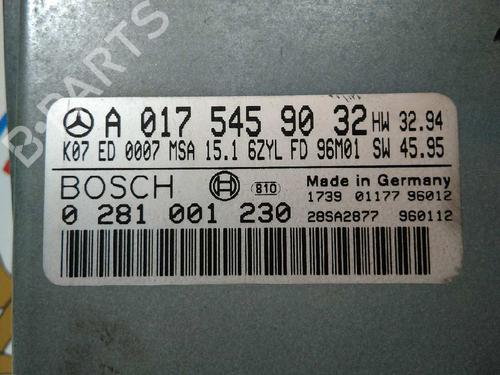 B-PARTS
A 017 545 90 32 HW 32.94
K07 ED 0007 MSA 15.1 6ZYL FD 96M01 SW 45.95
BOSCH 810 Made in Germany
1739 01177 96012
0 281 001 230 28SA2877 960112